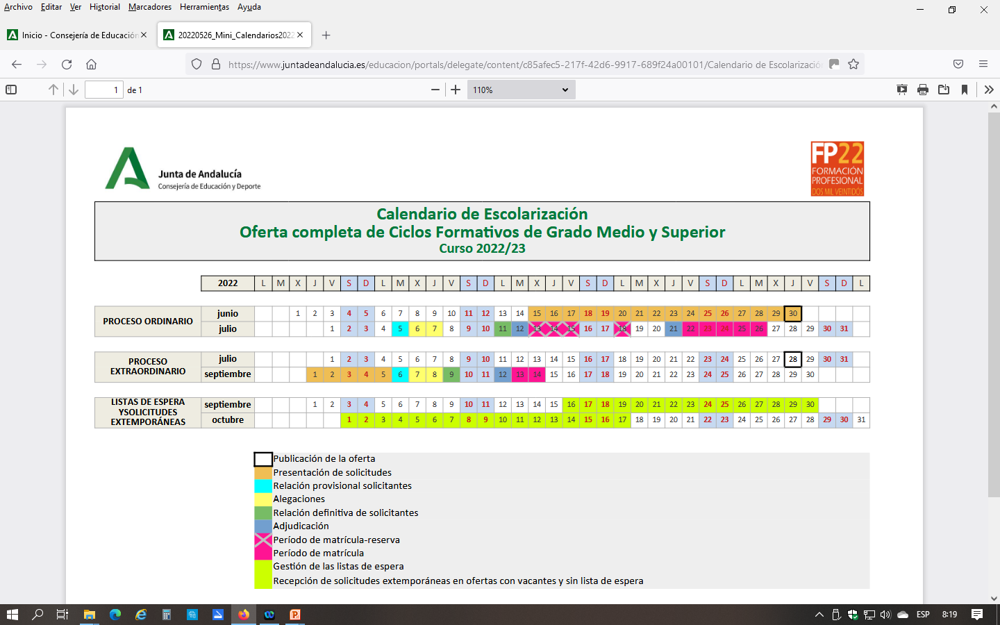 Archivo Editar Ver Historial Marcadores Herramientas Ayuda
Inicio - Consejería de Educación
20220526_Mini_Calendarios2022
https://www.juntadeandalucia.es/educacion/portals/delegate/content/c85afec5-217f-42d6-9917-689f24a00101/Calendario de Escolarización
1 de 1
110%
Junta de Andalucía
Consejería de Educación y Deporte
FP22
FORMACIÓN
PROFESIONAL
DOS MIL VEINTIDÓS
Calendario de Escolarización
Oferta completa de Ciclos Formativos de Grado Medio y Superior
Curso 2022/23
2022 L M X J V S D L M X J V S D L M X J V S D L M X J V S D L M X J V S D L
PROCESO ORDINARIO
junio 1 2 3 4 5 6 7 8 9 10 11 12 13 14 15 16 17 18 19 20 21 22 23 24 25 26 27 28 29 30
julio 1 2 3 4 5 6 7 8 9 10 11 12 13 14 15 16 17 18 19 20 21 22 23 24 25 26 27 28 29 30 31
PROCESO
EXTRAORDINARIO
julio 1 2 3 4 5 6 7 8 9 10 11 12 13 14 15 16 17 18 19 20 21 22 23 24 25 26 27 28 29 30 31
septiembre 1 2 3 4 5 6 7 8 9 10 11 12 13 14 15 16 17 18 19 20 21 22 23 24 25 26 27 28 29 30
LISTAS DE ESPERA
YSOLICITUDES
EXTEMPORÁNEAS
septiembre 1 2 3 4 5 6 7 8 9 10 11 12 13 14 15 16 17 18 19 20 21 22 23 24 25 26 27 28 29 30
octubre 1 2 3 4 5 6 7 8 9 10 11 12 13 14 15 16 17 18 19 20 21 22 23 24 25 26 27 28 29 30 31
Publicación de la oferta
Presentación de solicitudes
Relación provisional solicitantes
Alegaciones
Relación definitiva de solicitantes
Adjudicación
Período de matrícula-reserva
Período de matrícula
Gestión de las listas de espera
Recepción de solicitudes extemporáneas en ofertas con vacantes y sin lista de espera
ESP 8:19